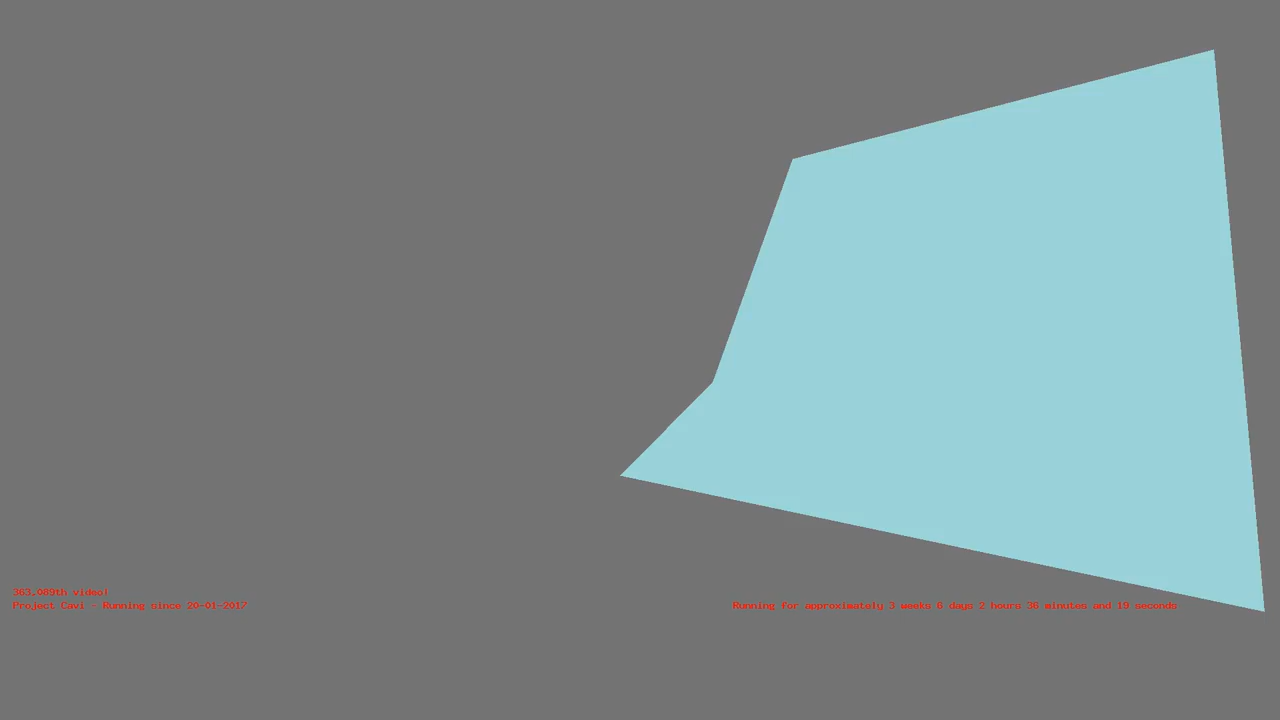 363,089th video!
Project Cavi - Running since 20-01-2017
Running for approximately 3 weeks 6 days 2 hours 36 minutes and 19 seconds